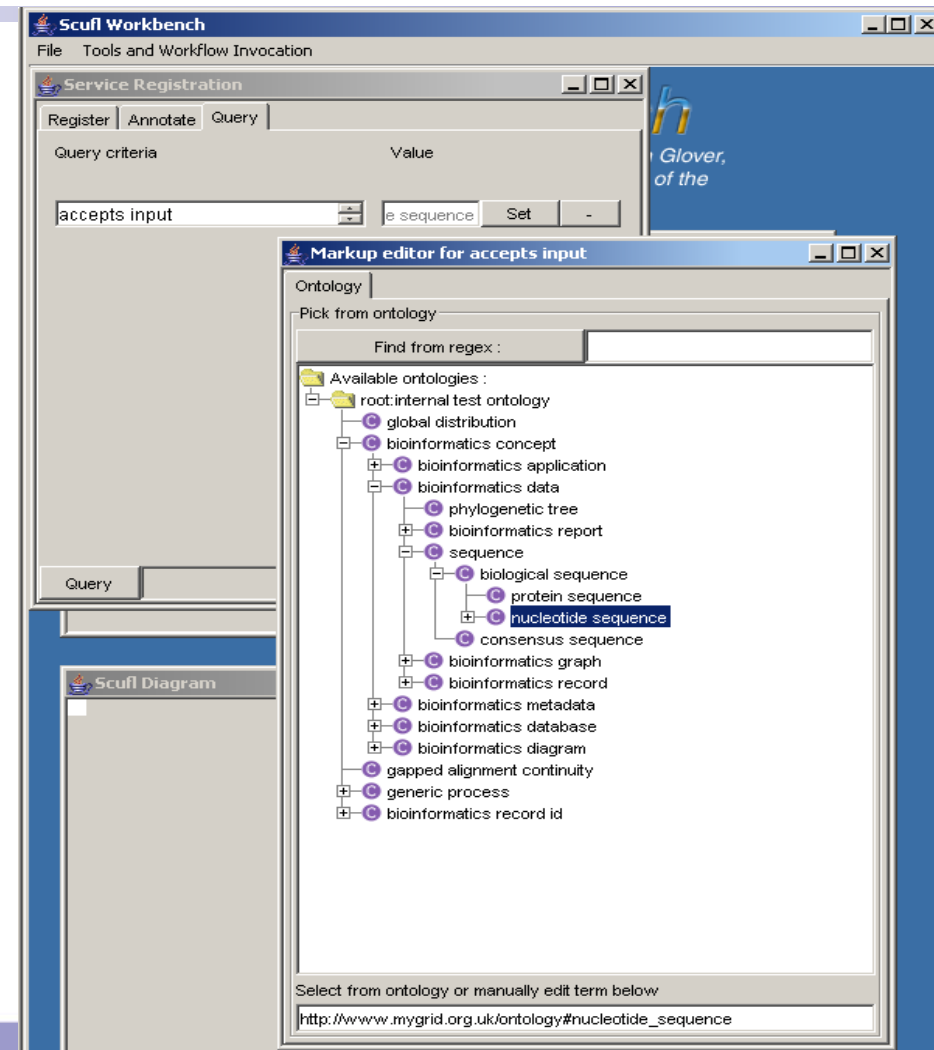 Scufl Workbench
File Tools and Workflow Invocation
Service Registration
Register Annotate Query
Query criteria Value
accepts input e sequence Set -
Glover,
of the
Markup editor for accepts input
Ontology
Pick from ontology
Find from regex :
Available ontologies :
root:internal test ontology
global distribution
bioinformatics concept
bioinformatics application
bioinformatics data
phylogenetic tree
bioinformatics report
sequence
biological sequence
protein sequence
nucleotide sequence
consensus sequence
bioinformatics graph
bioinformatics record
bioinformatics metadata
bioinformatics database
bioinformatics diagram
gapped alignment continuity
generic process
bioinformatics record id
Query
Scufl Diagram
Select from ontology or manually edit term below
http://www.mygrid.org.uk/ontology#nucleotide_sequence